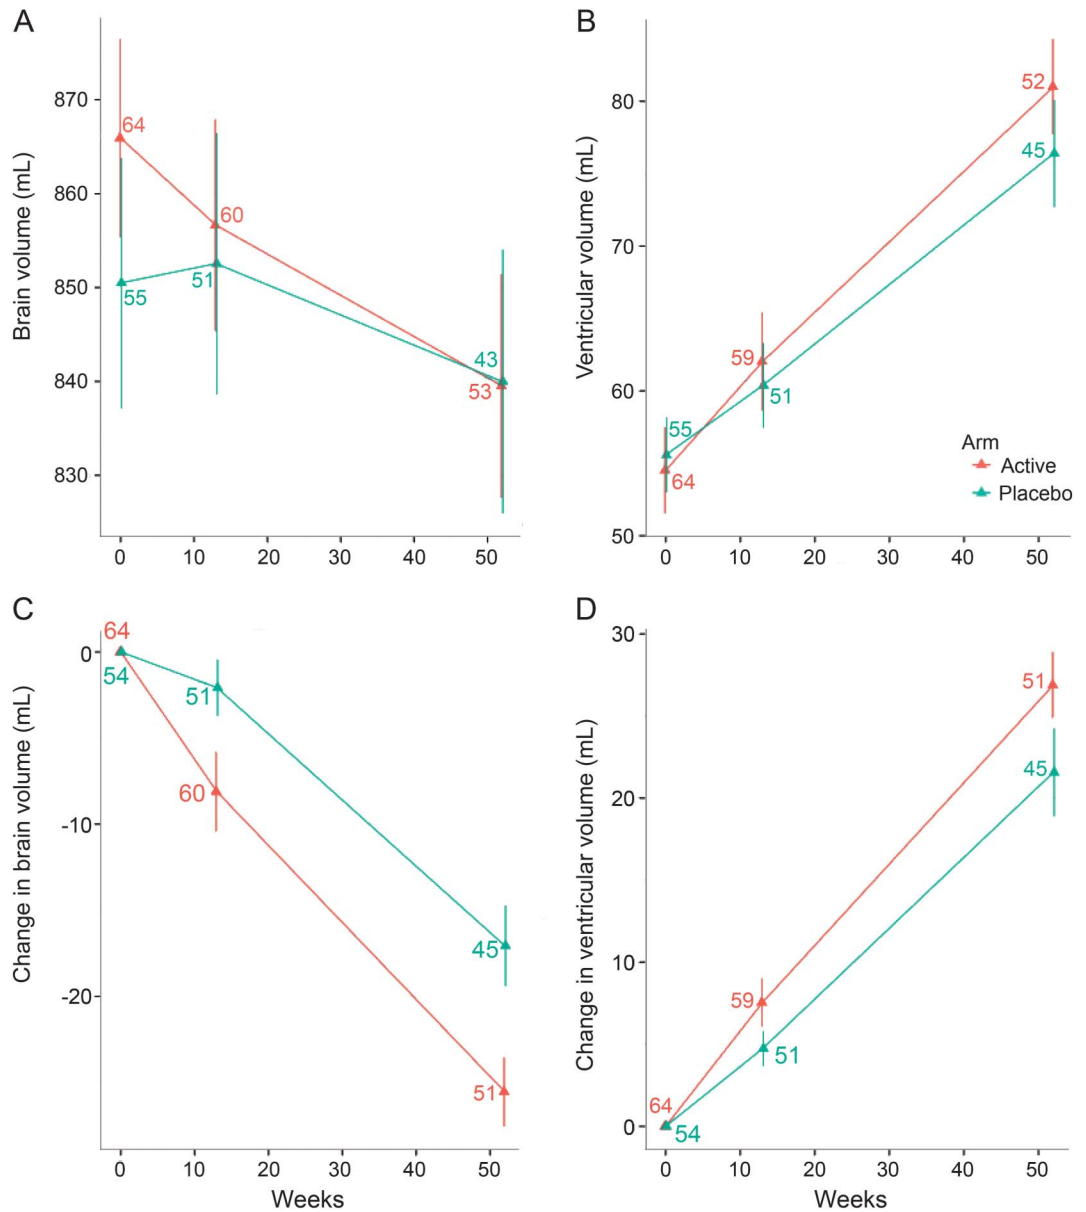 A
Brain volume (mL)
870
860
850
840
830
64
60
55
51
43
53
0 10 20 30 40 50
B
Ventricular volume (mL)
80
70
60
50
52
45
59
51
55
64
Arm
Active
Placebo
0 10 20 30 40 50
C
Change in brain volume (mL)
0
-10
-20
64
54
51
60
45
51
0 10 20 30 40 50
Weeks
D
Change in ventricular volume (mL)
30
20
10
0
51
45
59
51
64
54
0 10 20 30 40 50
Weeks